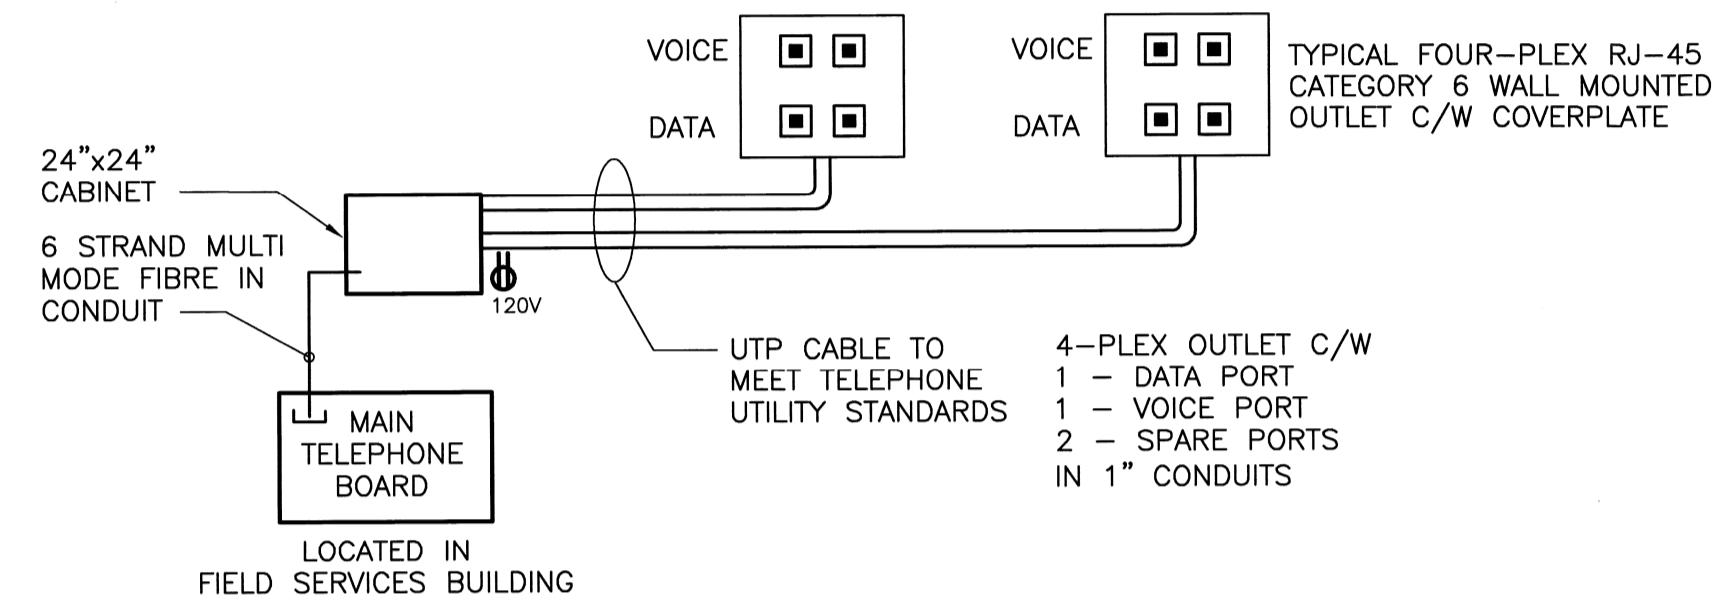 VOICE
DATA
VOICE
DATA
TYPICAL FOUR–PLEX RJ–45
CATEGORY 6 WALL MOUNTED
OUTLET C/W COVERPLATE
24"x24"
CABINET
6 STRAND MULTI
MODE FIBRE IN
CONDUIT
120V
UTP CABLE TO
MEET TELEPHONE
UTILITY STANDARDS
4–PLEX OUTLET C/W
1 – DATA PORT
1 – VOICE PORT
2 – SPARE PORTS
IN 1" CONDUITS
MAIN
TELEPHONE
BOARD
LOCATED IN
FIELD SERVICES BUILDING